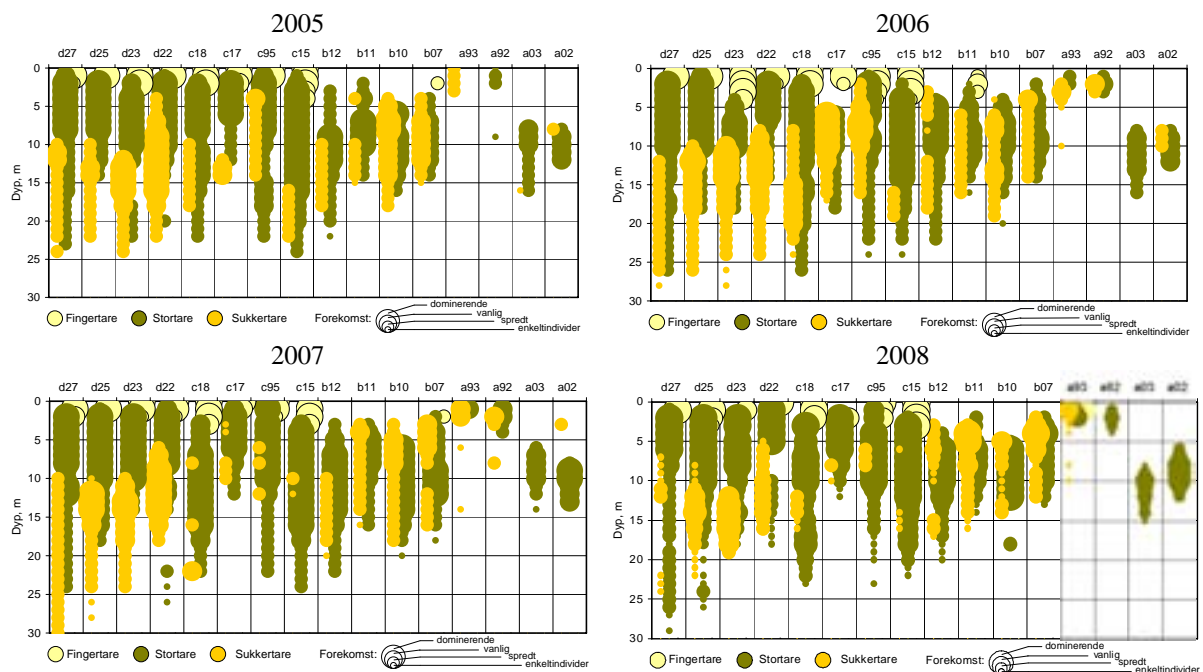 2005
d27 d25 d23 d22 c18 c17 c95 c15 b12 b11 b10 b07 a93 a92 a03 a02
0
5
10
15
20
25
30
Dyp, m
Fingertare Stortare Sukkertare Forekomst: dominerende
vanlig
spredt
enkeltindivider
2006
d27 d25 d23 d22 c18 c17 c95 c15 b12 b11 b10 b07 a93 a92 a03 a02
0
5
10
15
20
25
30
Dyp, m
Fingertare Stortare Sukkertare Forekomst: dominerende
vanlig
spredt
enkeltindivider
2007
d27 d25 d23 d22 c18 c17 c95 c15 b12 b11 b10 b07 a93 a92 a03 a02
0
5
10
15
20
25
30
Dyp, m
Fingertare Stortare Sukkertare Forekomst: dominerende
vanlig
spredt
enkeltindivider
2008
d27 d25 d23 d22 c18 c17 c95 c15 b12 b11 b10 b07 a93 a92 a03 a02
0
5
10
15
20
25
30
Dyp, m
Fingertare Stortare Sukkertare Forekomst: dominerende
vanlig
spredt
enkeltindivider